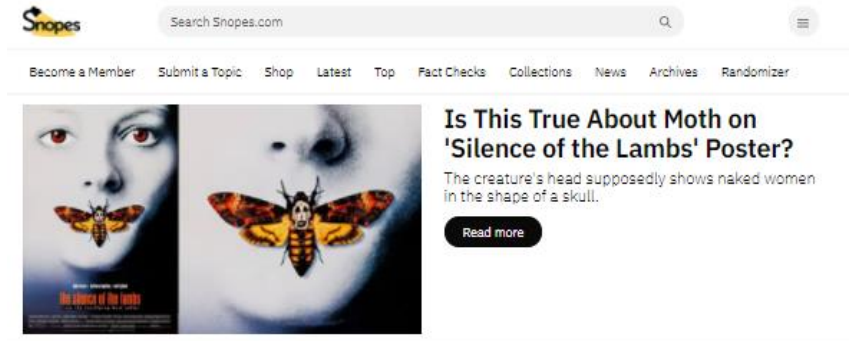 Snopes
Search Snopes.com
Become a Member Submit a Topic Shop Latest Top Fact Checks Collections News Archives Randomizer
Is This True About Moth on
'Silence of the Lambs' Poster?
The creature's head supposedly shows naked women
in the shape of a skull.
Read more
the silence of the lambs